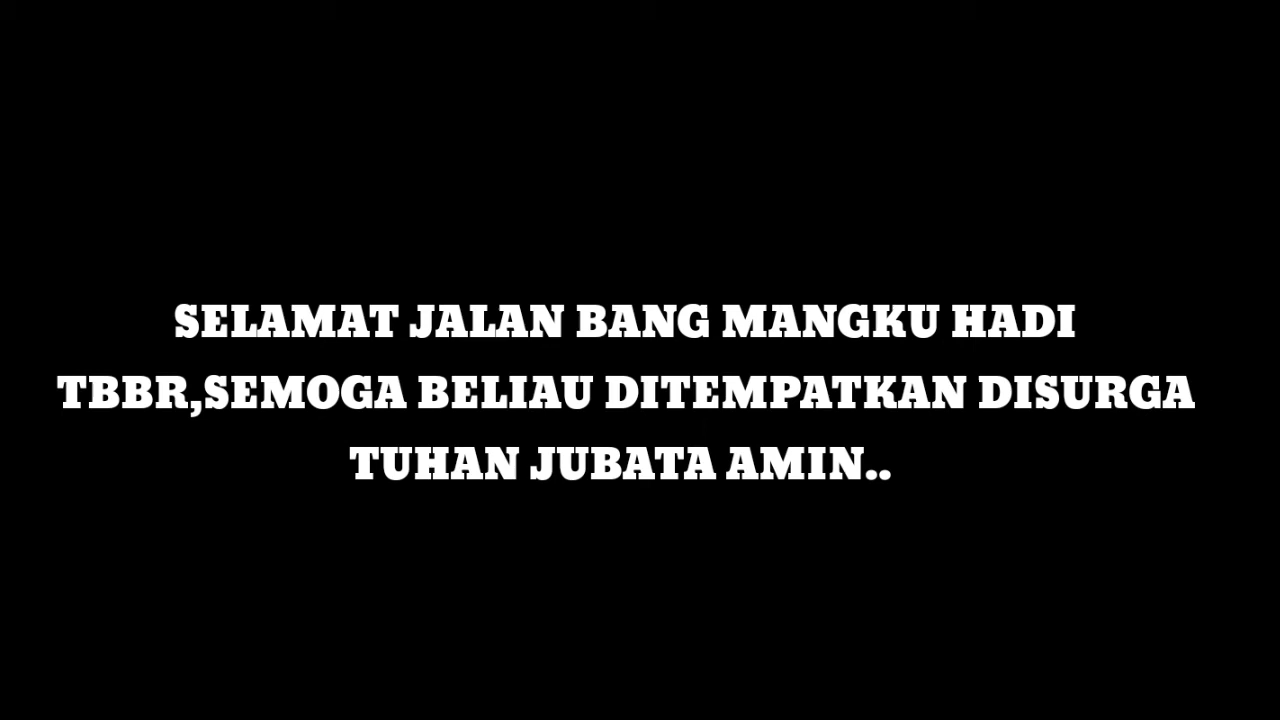 SELAMAT JALAN BANG MANGKU HADI
TBBR,SEMOGA BELIAU DITEMPATKAN DISURGA
TUHAN JUBATA AMIN..